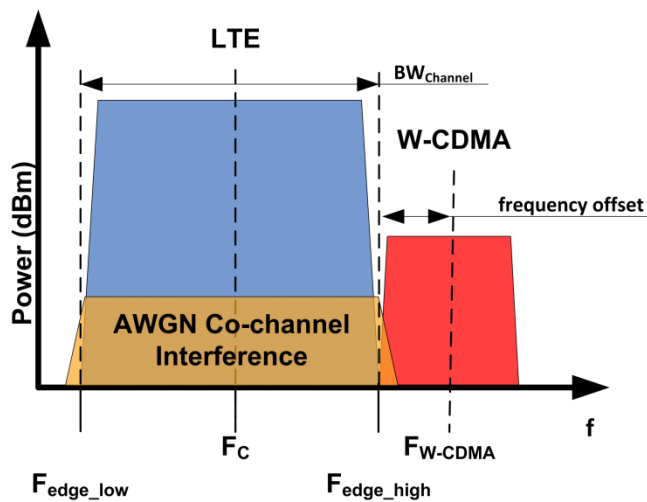 LTE
BWChannel
W-CDMA
frequency offset
Power (dBm)
AWGN Co-channel
Interference
f
FC
FW-CDMA
Fedge_low
Fedge_high